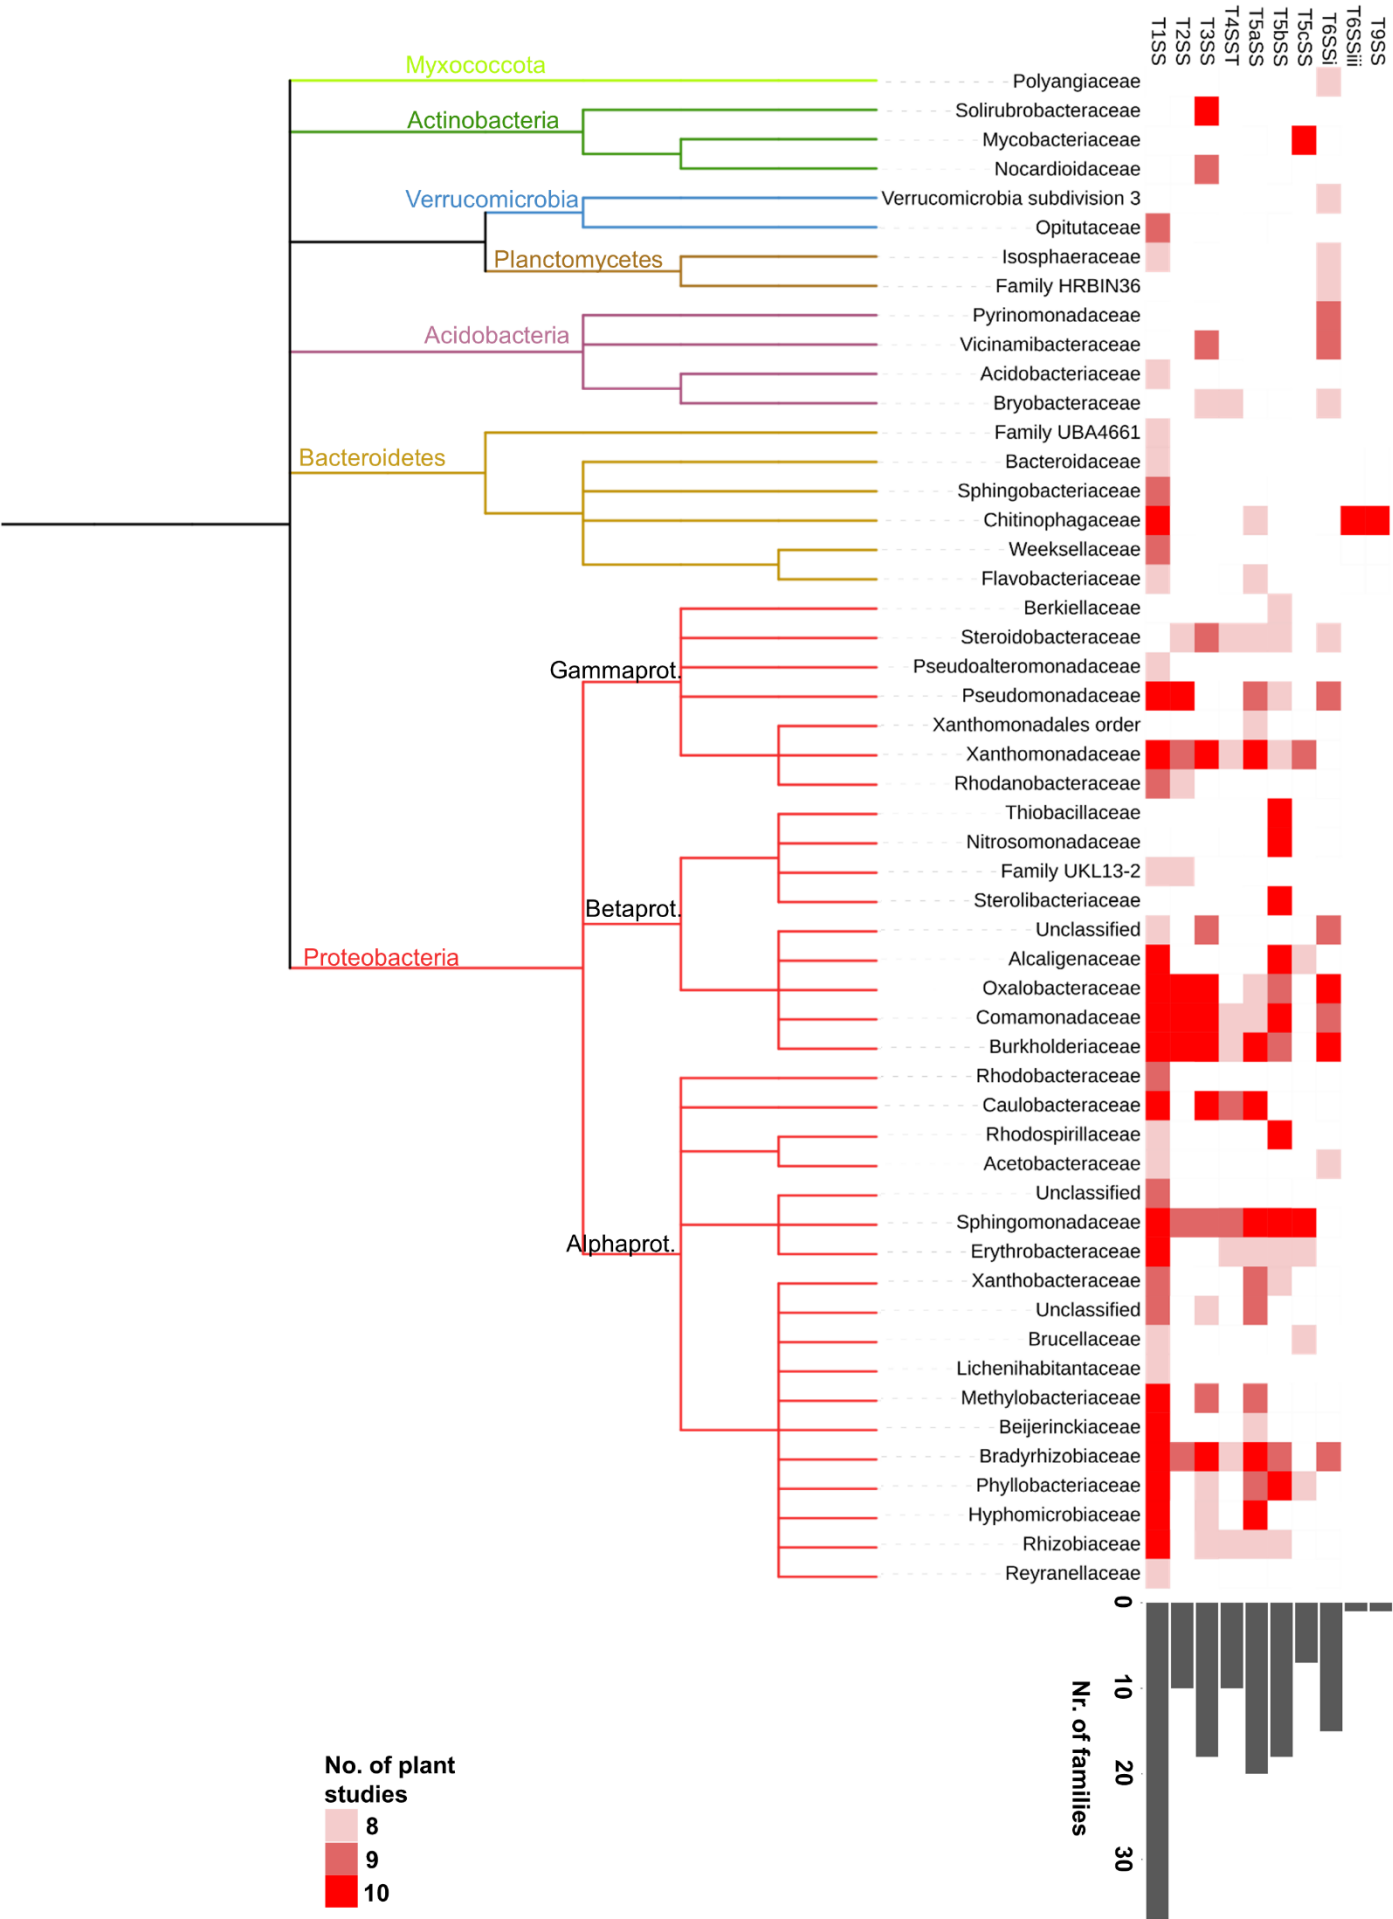 T1SS
T2SS
T3SS
T4SST
T5aSS
T5bSS
T5cSS
T6SSi
T6SSiii
T9SS
Myxococcota
Polyangiaceae
Actinobacteria
Solirubrobacteraceae
Mycobacteriaceae
Nocardioidaceae
Verrucomicrobia
Verrucomicrobia subdivision 3
Opitutaceae
Planctomycetes
Isosphaeraceae
Family HRBIN36
Acidobacteria
Pyrinomonadaceae
Vicinamibacteraceae
Acidobacteriaceae
Bryobacteraceae
Bacteroidetes
Family UBA4661
Bacteroidaceae
Sphingobacteriaceae
Chitinophagaceae
Weeksellaceae
Flavobacteriaceae
Proteobacteria
Gammaprot.
Berkiellaceae
Steroidobacteraceae
Pseudoalteromonadaceae
Pseudomonadaceae
Xanthomonadales order
Xanthomonadaceae
Rhodanobacteraceae
Betaprot.
Thiobacillaceae
Nitrosomonadaceae
Family UKL13-2
Sterolibacteriaceae
Unclassified
Alcaligenaceae
Oxalobacteraceae
Comamonadaceae
Burkholderiaceae
Alphaprot.
Rhodobacteraceae
Caulobacteraceae
Rhodospirillaceae
Acetobacteraceae
Unclassified
Sphingomonadaceae
Erythrobacteraceae
Xanthobacteraceae
Unclassified
Brucellaceae
Lichenihabitantaceae
Methylobacteriaceae
Beijerinckiaceae
Bradyrhizobiaceae
Phyllobacteriaceae
Hyphomicrobiaceae
Rhizobiaceae
Reyranellaceae
0
10
20
30
Nr. of families
No. of plant
studies
8
9
10